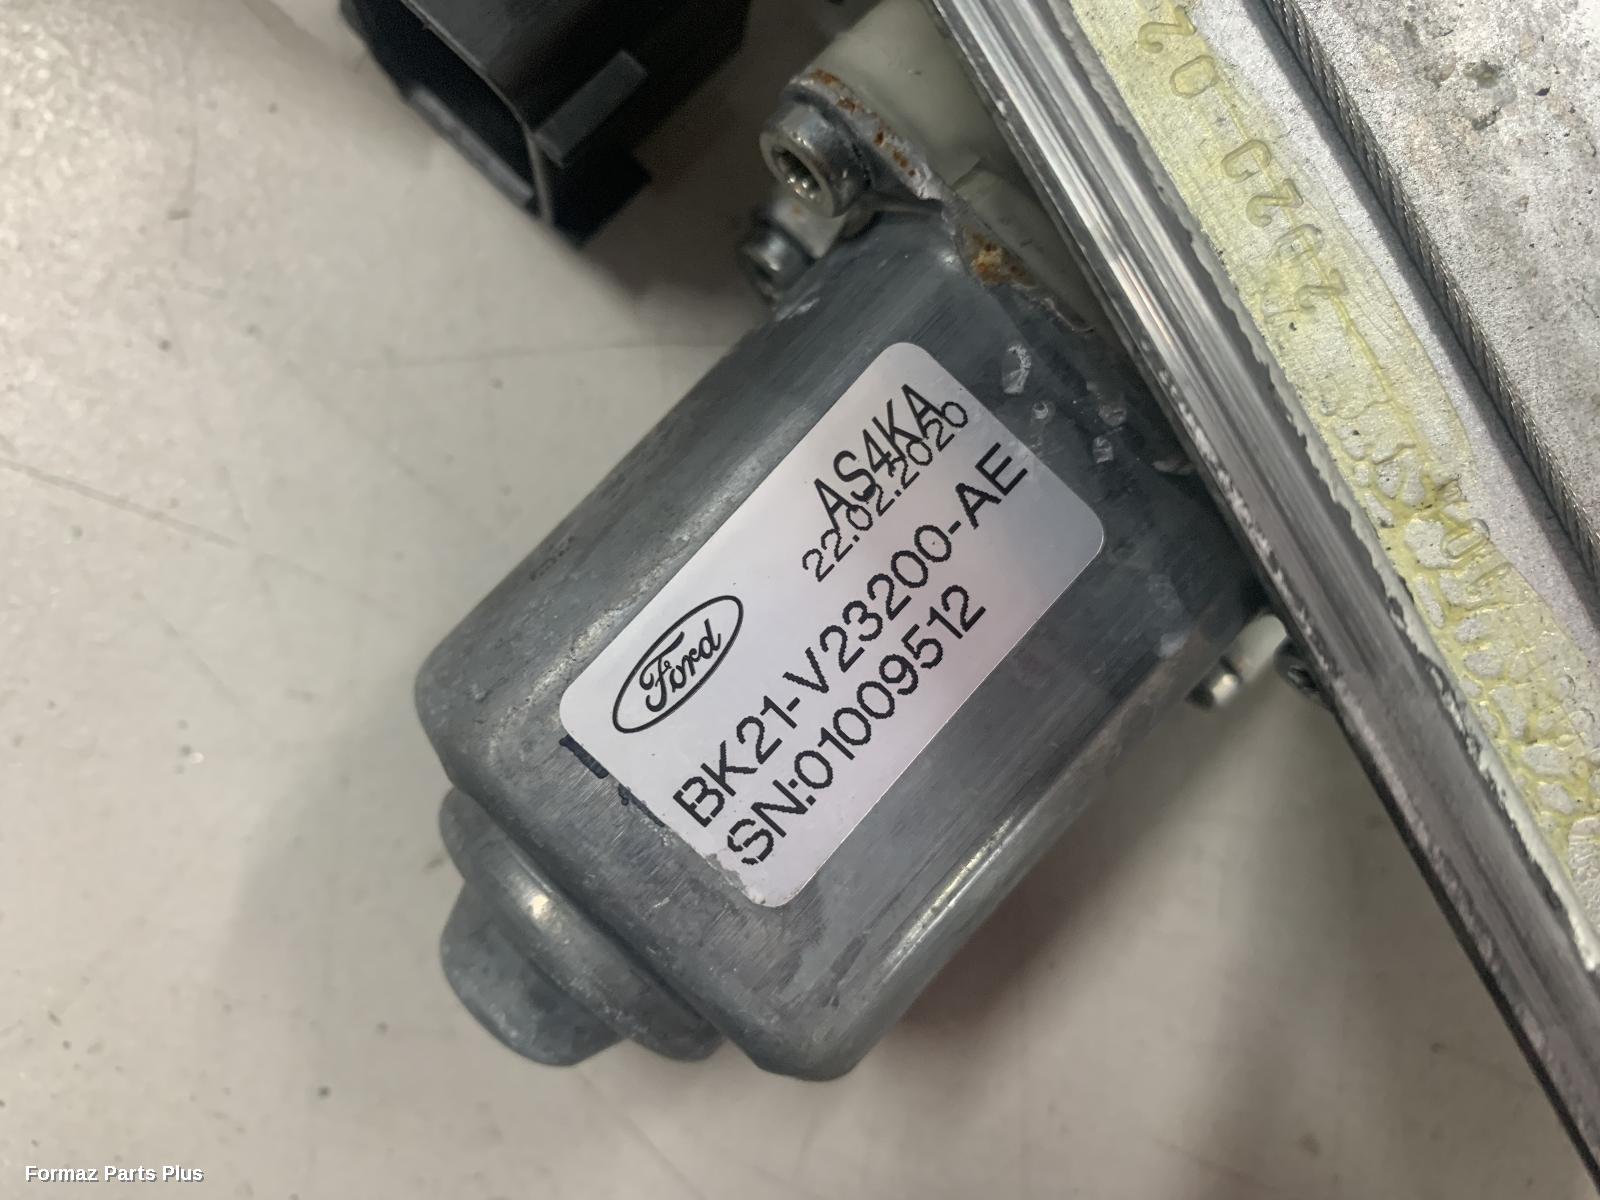 AS4KA
22.02.2020
Ford
BK21-V23200-AE
SN:01009512
Formaz Parts Plus